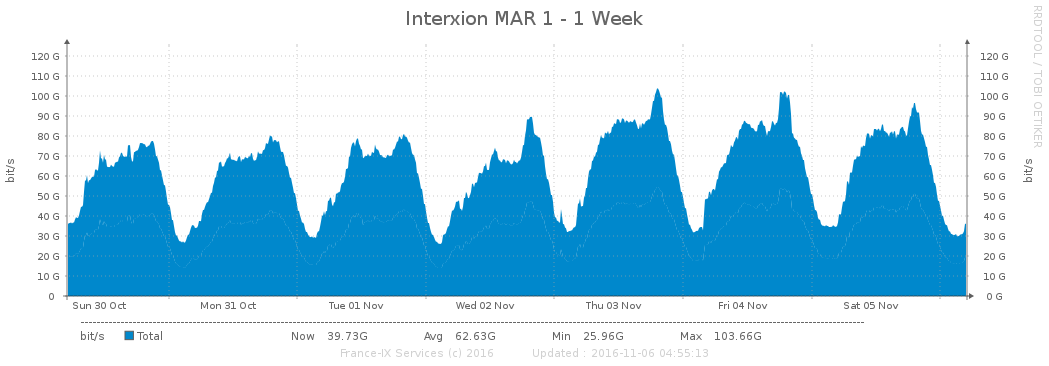 Interxion MAR 1 - 1 Week
RRDTOOL / TOBI OETIKER
bit/s
120 G 120 G
110 G 110 G
100 G 100 G
90 G 90 G
80 G 80 G
70 G 70 G
60 G 60 G
50 G 50 G
40 G 40 G
30 G 30 G
20 G 20 G
10 G 10 G
0 0 G
bit/s
Sun 30 Oct Mon 31 Oct Tue 01 Nov Wed 02 Nov Thu 03 Nov Fri 04 Nov Sat 05 Nov
bit/s Total Now 39.73G Avg 62.63G Min 25.96G Max 103.66G
France-IX Services (c) 2016 Updated : 2016-11-06 04:55:13